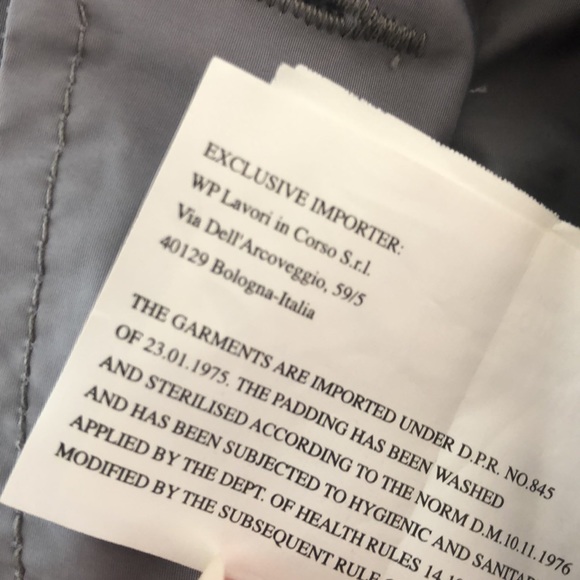 EXCLUSIVE IMPORTER:
WP Lavori in Corso S.r.l.
Via Dell'Arcoveggio, 59/5
40129 Bologna-Italia
THE GARMENTS ARE IMPORTED UNDER D.P.R. NO.845
OF 23.01.1975. THE PADDING HAS BEEN WASHED
AND STERILISED ACCORDING TO THE NORM D.M.10.11.1976
AND HAS BEEN SUBJECTED TO HYGIENIC AND
APPLIED BY THE DEPT. OF HEALTH RULES
MODIFIED BY THE SUBSEQUENT RULE